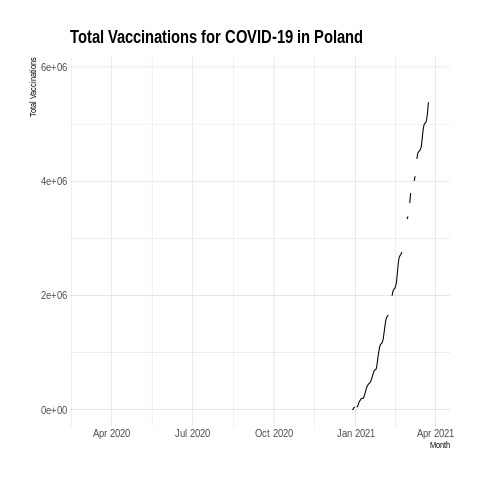 Total Vaccinations for COVID-19 in Poland
Total Vaccinations
6e+06
4e+06
2e+06
0e+00
Apr 2020 Jul 2020 Oct 2020 Jan 2021 Apr 2021
Month